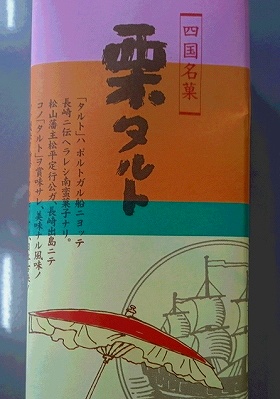 四国名菓
栗タルト
「タルト」ハ ポルトガル船ニヨッテ
長崎ニ伝ヘラレシ南蛮菓子ナリ。
松山藩主松平定行公ガ、長崎出島ニテ
コノ「タルト」ヲ賞味サレ、美味ナル風味ノ